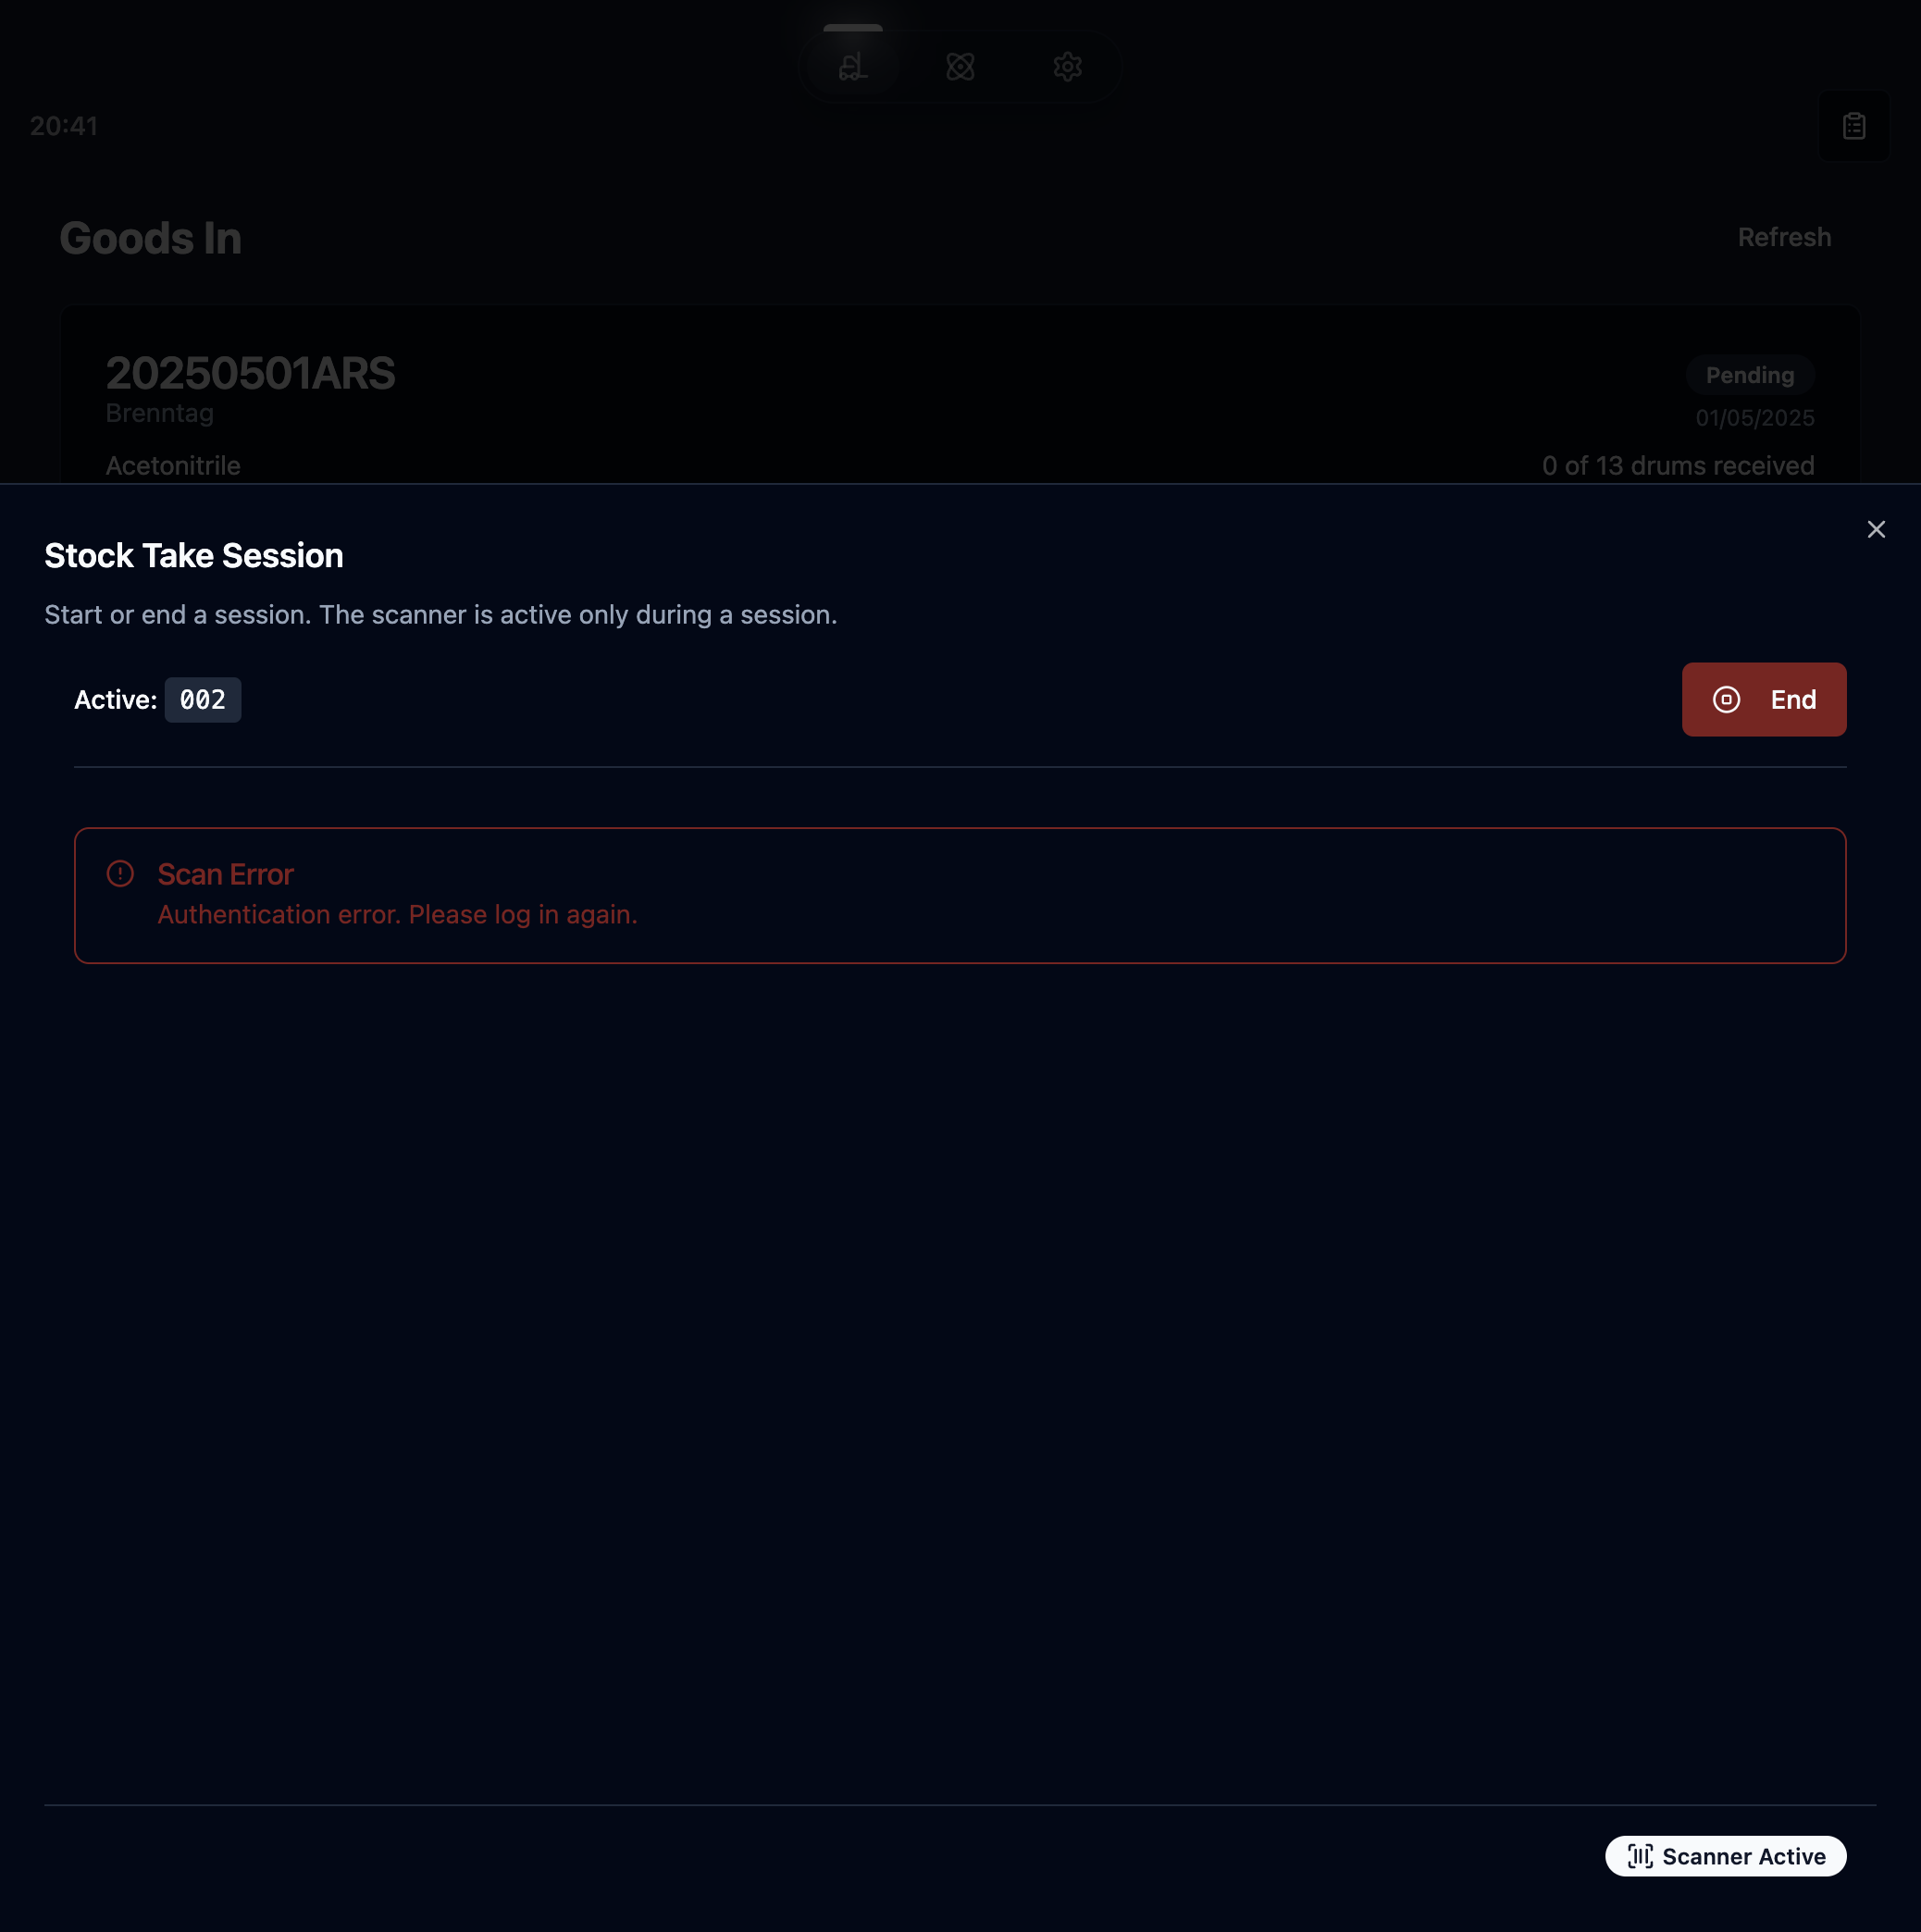 20:41
Goods In
Refresh
20250501ARS
Pending
Brenntag
01/05/2025
Acetonitrile
0 of 13 drums received
Stock Take Session
Start or end a session. The scanner is active only during a session.
Active: 002
End
Scan Error
Authentication error. Please log in again.
Scanner Active